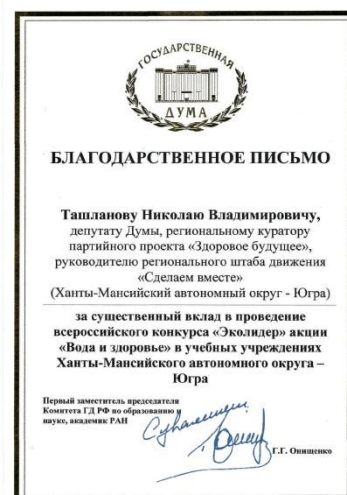 ГОСУДАРСТВЕННАЯ
ДУМА
БЛАГОДАРСТВЕННОЕ ПИСЬМО
Ташланову Николаю Владимировичу,
депутату Думы, региональному куратору
партийного проекта «Здоровое будущее»,
руководителю регионального штаба движения
«Сделаем вместе»
(Ханты-Мансийский автономный округ - Югра)
за существенный вклад в проведение
всероссийского конкурса «Эколидер» акции
«Вода и здоровье» в учебных учреждениях
Ханты-Мансийского автономного округа –
Югра
Первый заместитель председателя
Комитета ГД РФ по образованию и
науке, академик РАН
Г.Г. Онищенко